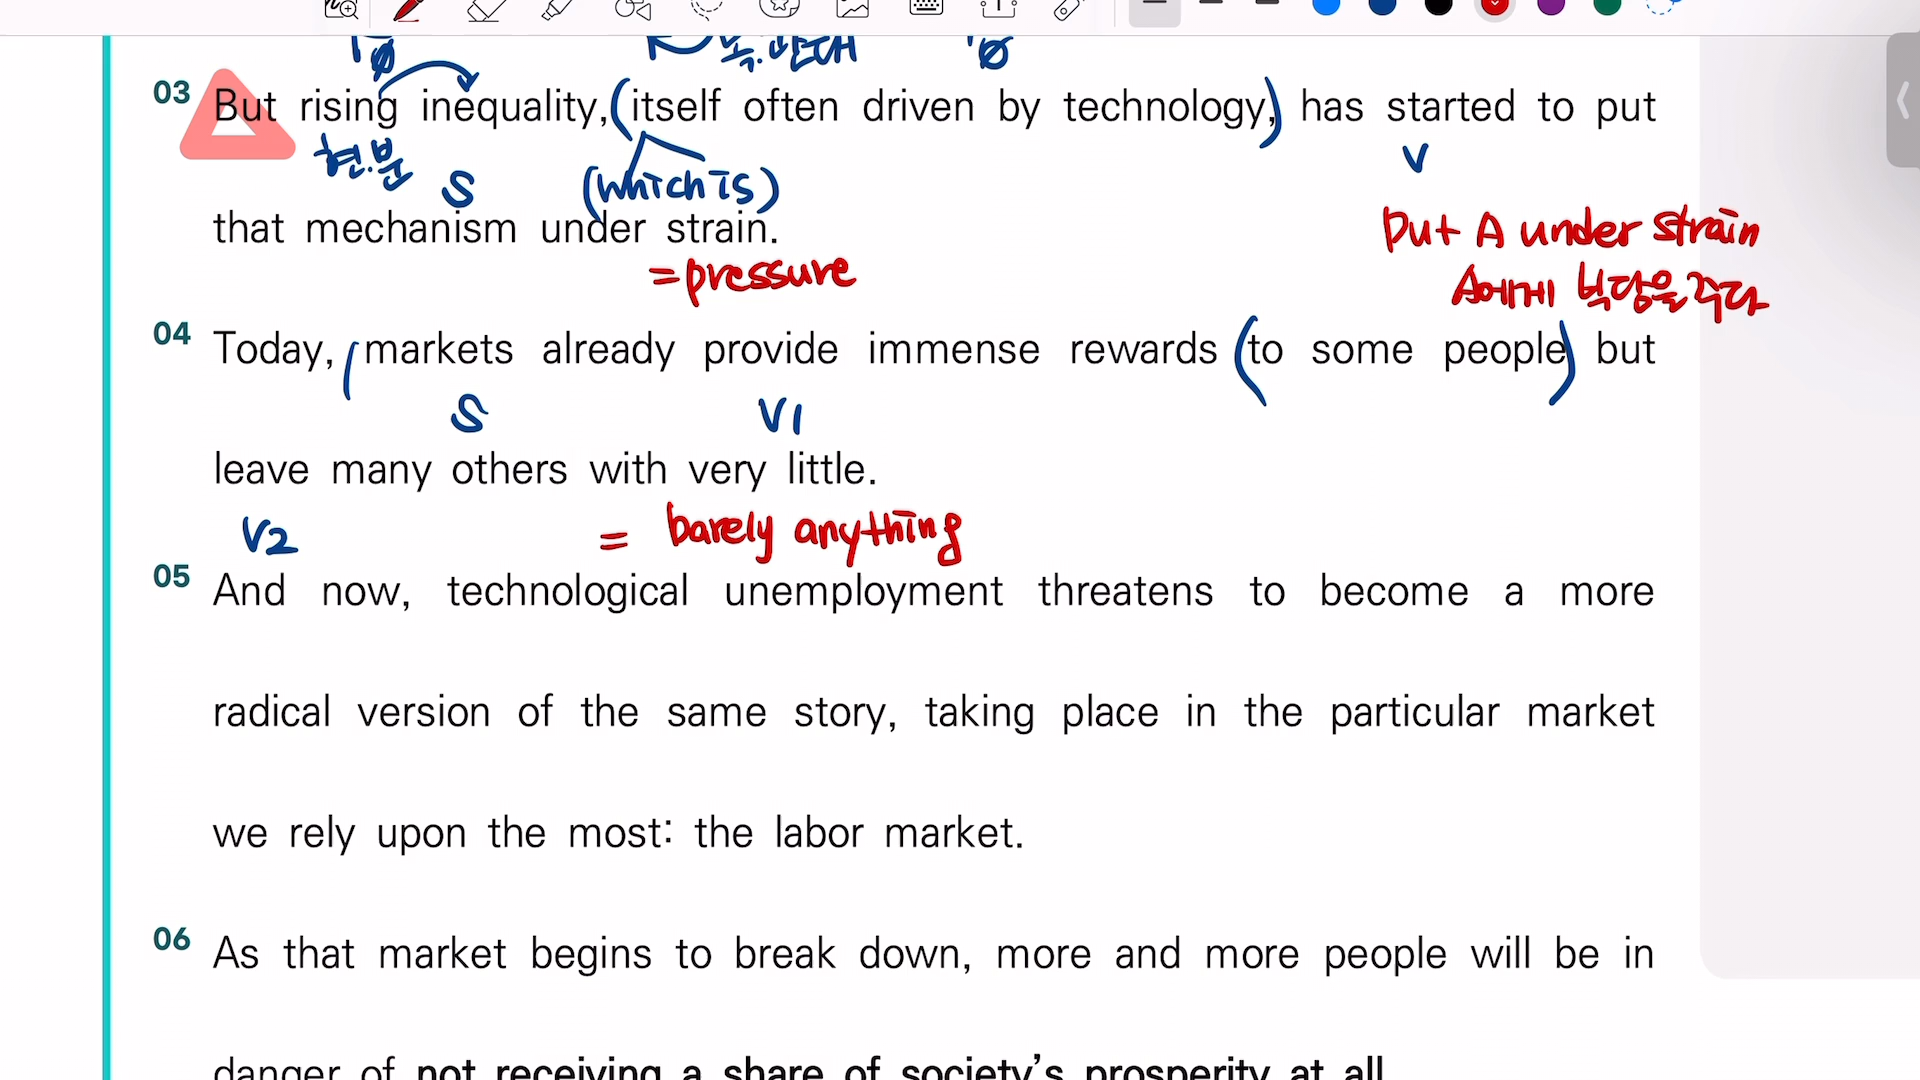 03 But rising inequality, (itself often driven by technology,) has started to put
현.분 S (which is) V
that mechanism under strain.
put A under strain
= pressure
A에게 부담을 주다
04 Today, (markets already provide immense rewards (to some people) but
S V1
leave many others with very little.
V2 = barely anything
05 And now, technological unemployment threatens to become a more
radical version of the same story, taking place in the particular market
we rely upon the most: the labor market.
06 As that market begins to break down, more and more people will be in
danger of not receiving a share of society's prosperity at all